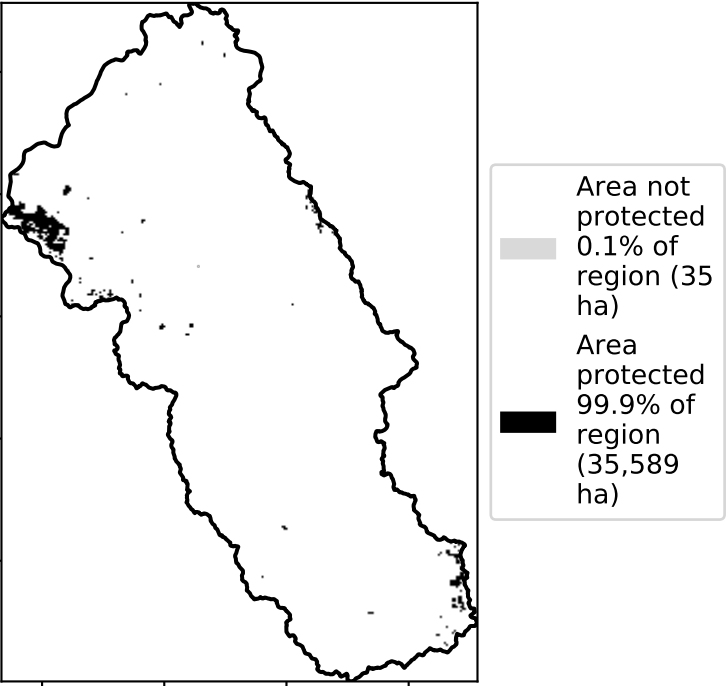 Area not
protected
0.1% of
region (35
ha)
Area
protected
99.9% of
region
(35,589
ha)